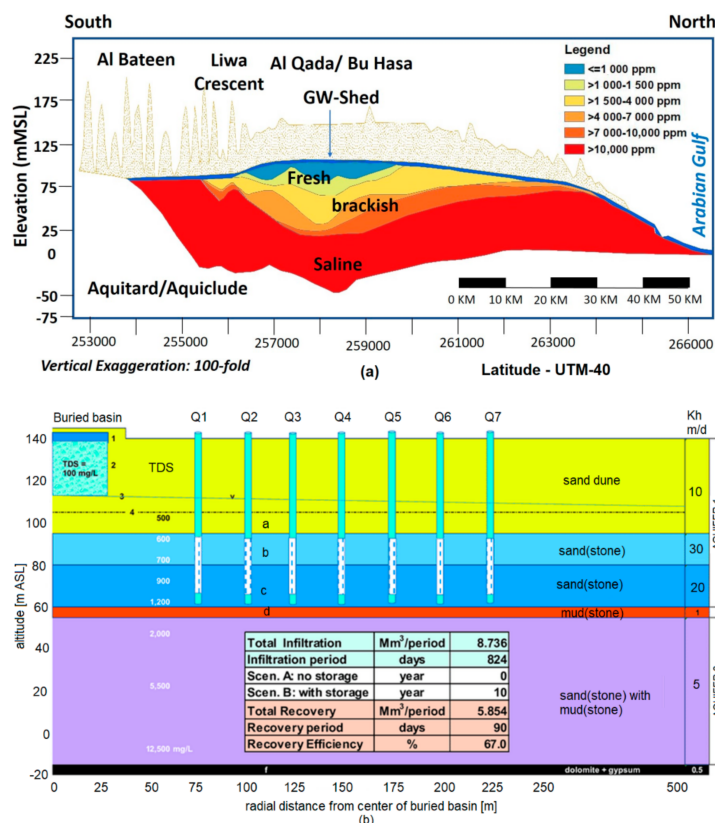 South
North
Al Bateen
Liwa
Crescent
Al Qada/ Bu Hasa
GW-Shed
Legend
<=1 000 ppm
>1 000-1 500 ppm
>1 500-4 000 ppm
>4 000-7 000 ppm
>7 000-10,000 ppm
>10,000 ppm
Elevation (mMSL)
225
175
125
75
25
0
-50
-75
Fresh
brackish
Saline
Aquitard/Aquiclude
Arabian Gulf
0 KM
10 KM
20 KM
30 KM
40 KM
50 KM
253000
255000
257000
259000
261000
263000
266000
Vertical Exaggeration: 100-fold
(a)
Latitude - UTM-40
Buried basin
Q1
Q2
Q3
Q4
Q5
Q6
Q7
Kh
m/d
altitude [m ASL]
140
120
100
80
60
40
20
0
-20
1
TDS =
100 mg/L
2
3
4
TDS
v
500
600
700
900
1,200
2,000
5,500
12,500 mg/L
a
b
c
d
f
sand dune
sand(stone)
sand(stone)
mud(stone)
sand(stone) with
mud(stone)
dolomite + gypsum
10
30
20
1
5
0.5
Total Infiltration Mm³/period 8.736
Infiltration period days 824
Scen. A: no storage year 0
Scen. B: with storage year 10
Total Recovery Mm³/period 5.854
Recovery period days 90
Recovery Efficiency % 67.0
0
25
50
75
100
125
150
175
200
225
250
500
radial distance from center of buried basin [m]
(b)